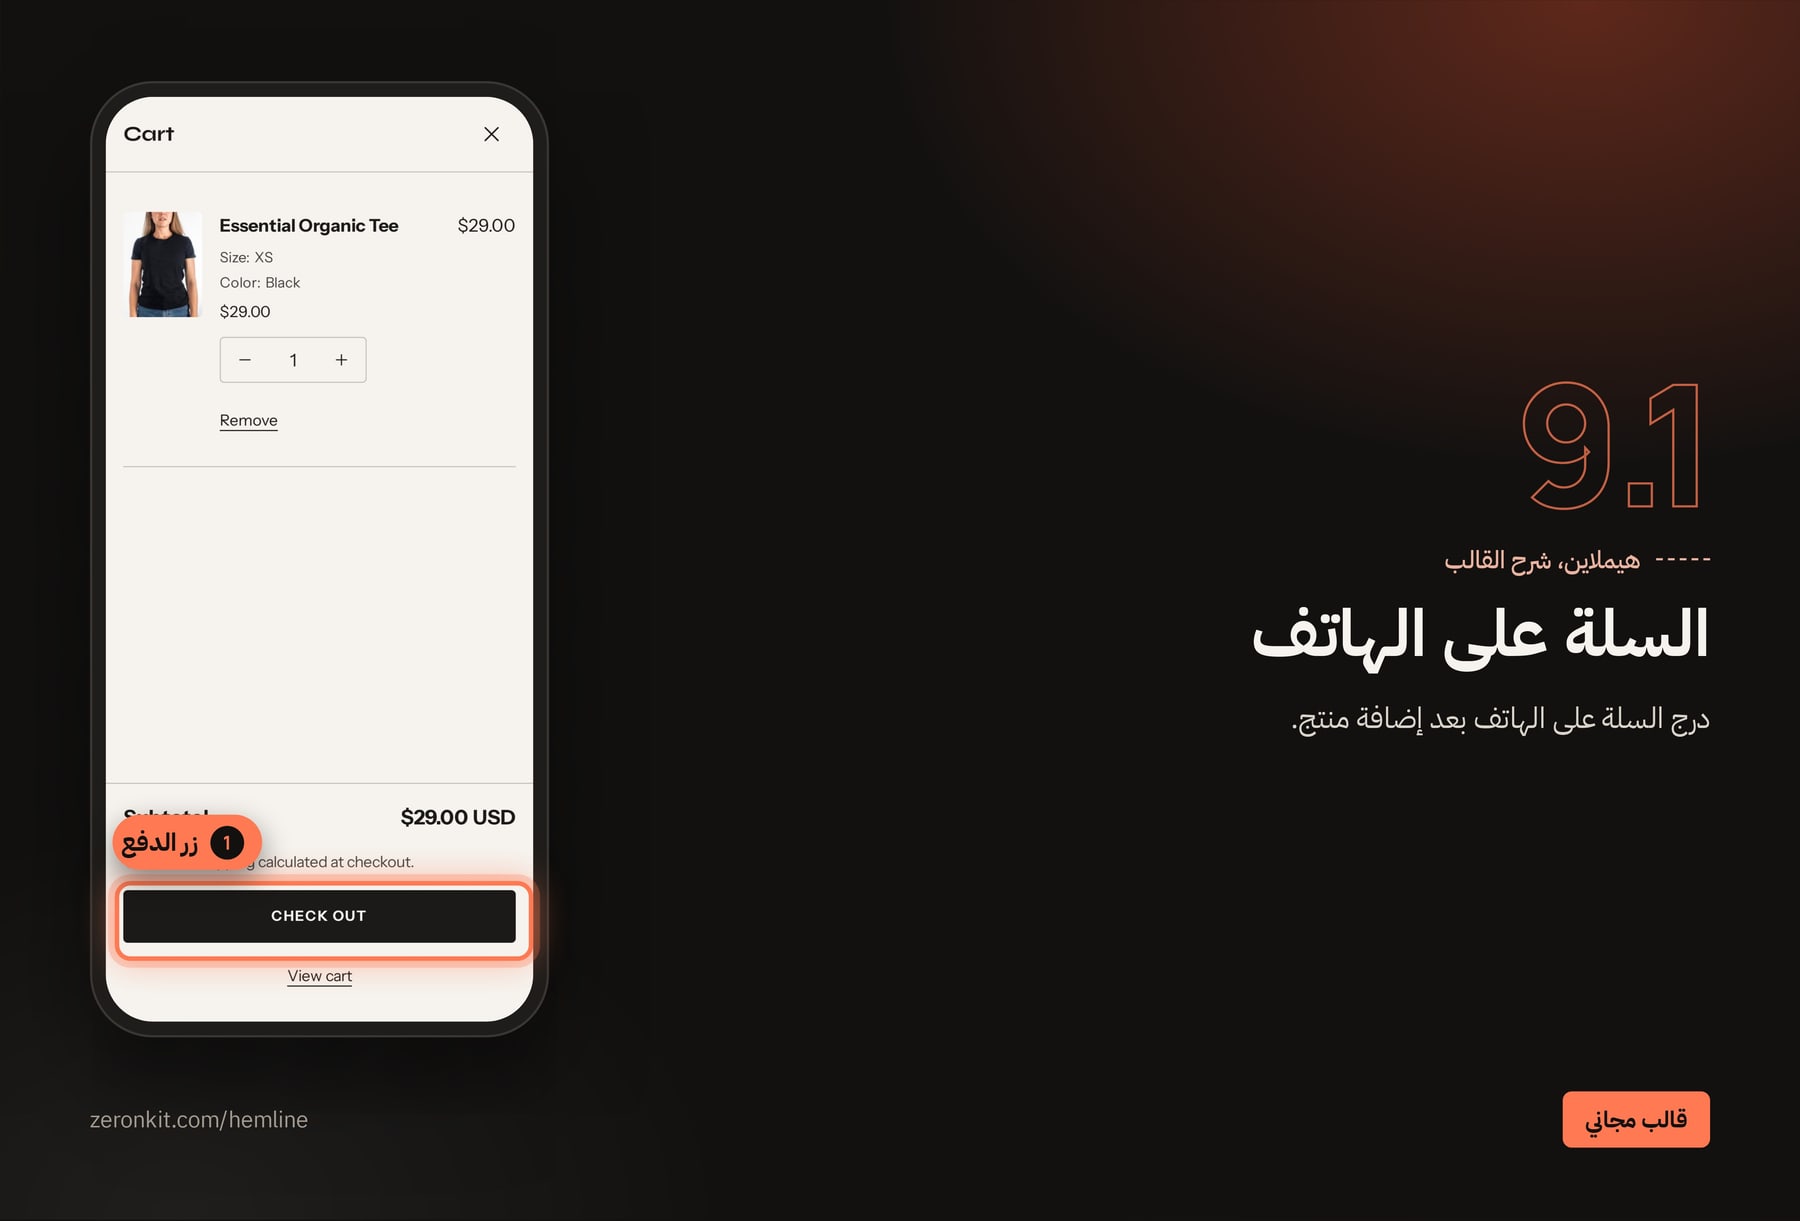 Cart
Essential Organic Tee $29.00
Size: XS
Color: Black
$29.00
− 1 +
Remove
$29.00 USD
1 زر الدفع
calculated at checkout.
CHECK OUT
View cart
9.1
هيملاين، شرح القالب
السلة على الهاتف
درج السلة على الهاتف بعد إضافة منتج.
zeronkit.com/hemline
قالب مجاني